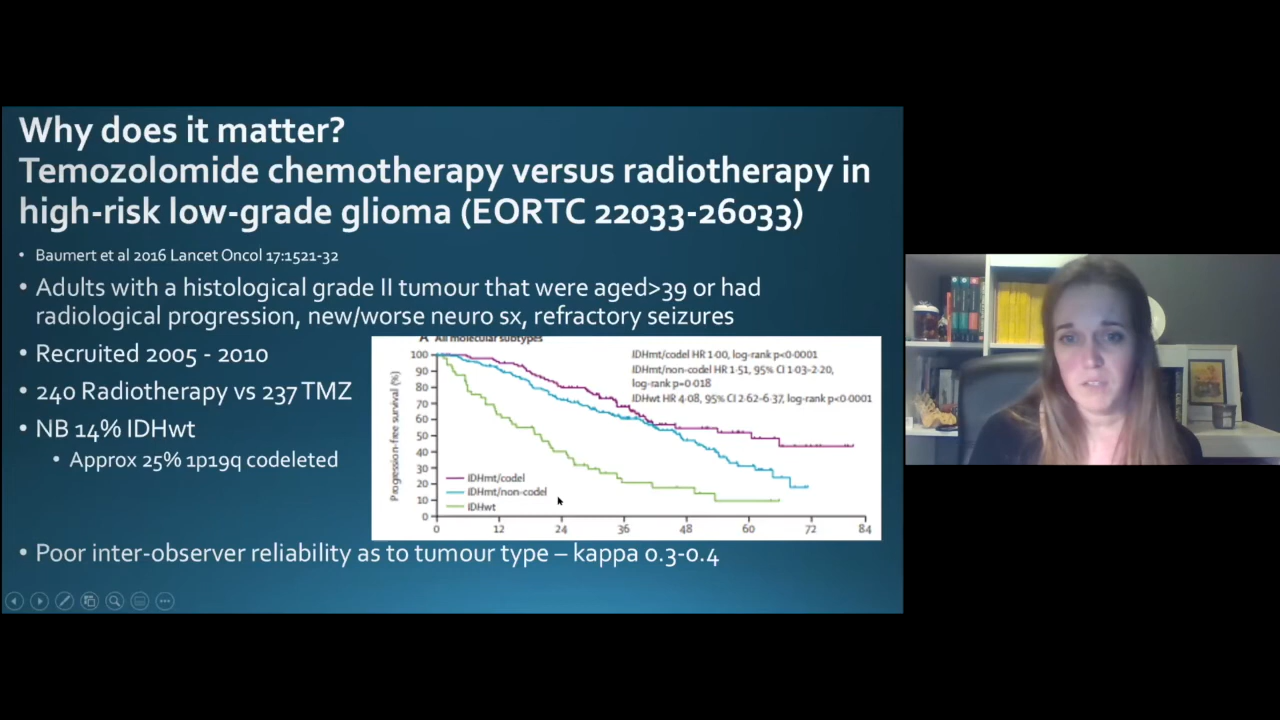 Why does it matter?
Temozolomide chemotherapy versus radiotherapy in
high-risk low-grade glioma (EORTC 22033-26033)
• Baumert et al 2016 Lancet Oncol 17:1521-32
• Adults with a histological grade II tumour that were aged>39 or had
radiological progression, new/worse neuro sx, refractory seizures
• Recruited 2005 - 2010
• 240 Radiotherapy vs 237 TMZ
• NB 14% IDHwt
• Approx 25% 1p19q codeleted
A All molecular subtypes
IDHmt/codel HR 1·00, log-rank p<0·0001
IDHmt/non-codel HR 1·51, 95% CI 1·03-2·20,
log-rank p=0·018
IDHwt HR 4·08, 95% CI 2·62-6·37, log-rank p<0·0001
Progression-free survival (%)
100
90
80
70
60
50
40
30
20
10
0
IDHmt/codel
IDHmt/non-codel
IDHwt
0 12 24 36 48 60 72 84
• Poor inter-observer reliability as to tumour type – kappa 0.3-0.4